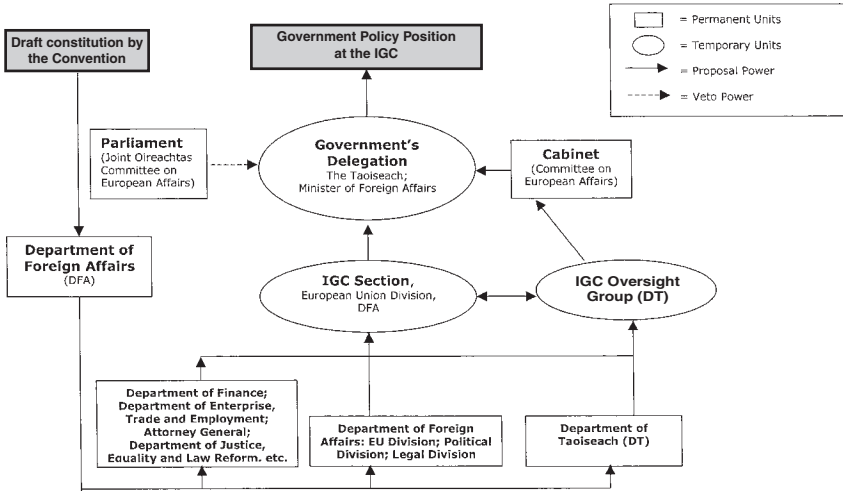 Draft constitution by
the Convention
Government Policy Position
at the IGC
= Permanent Units
= Temporary Units
= Proposal Power
= Veto Power
Parliament
(Joint Oireachtas
Committee on
European Affairs)
Government's
Delegation
The Taoiseach;
Minister of Foreign Affairs
Cabinet
(Committee on
European Affairs)
Department of
Foreign Affairs
(DFA)
IGC Section,
European Union Division,
DFA
IGC Oversight
Group (DT)
Department of Finance;
Department of Enterprise,
Trade and Employment;
Attorney General;
Department of Justice,
Equality and Law Reform. etc.
Department of Foreign
Affairs: EU Division; Political
Division; Legal Division
Department of
Taoiseach (DT)